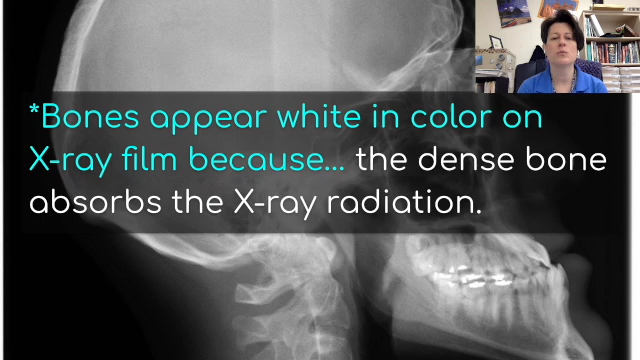 *Bones appear white in color on
X-ray film because... the dense bone
absorbs the X-ray radiation.